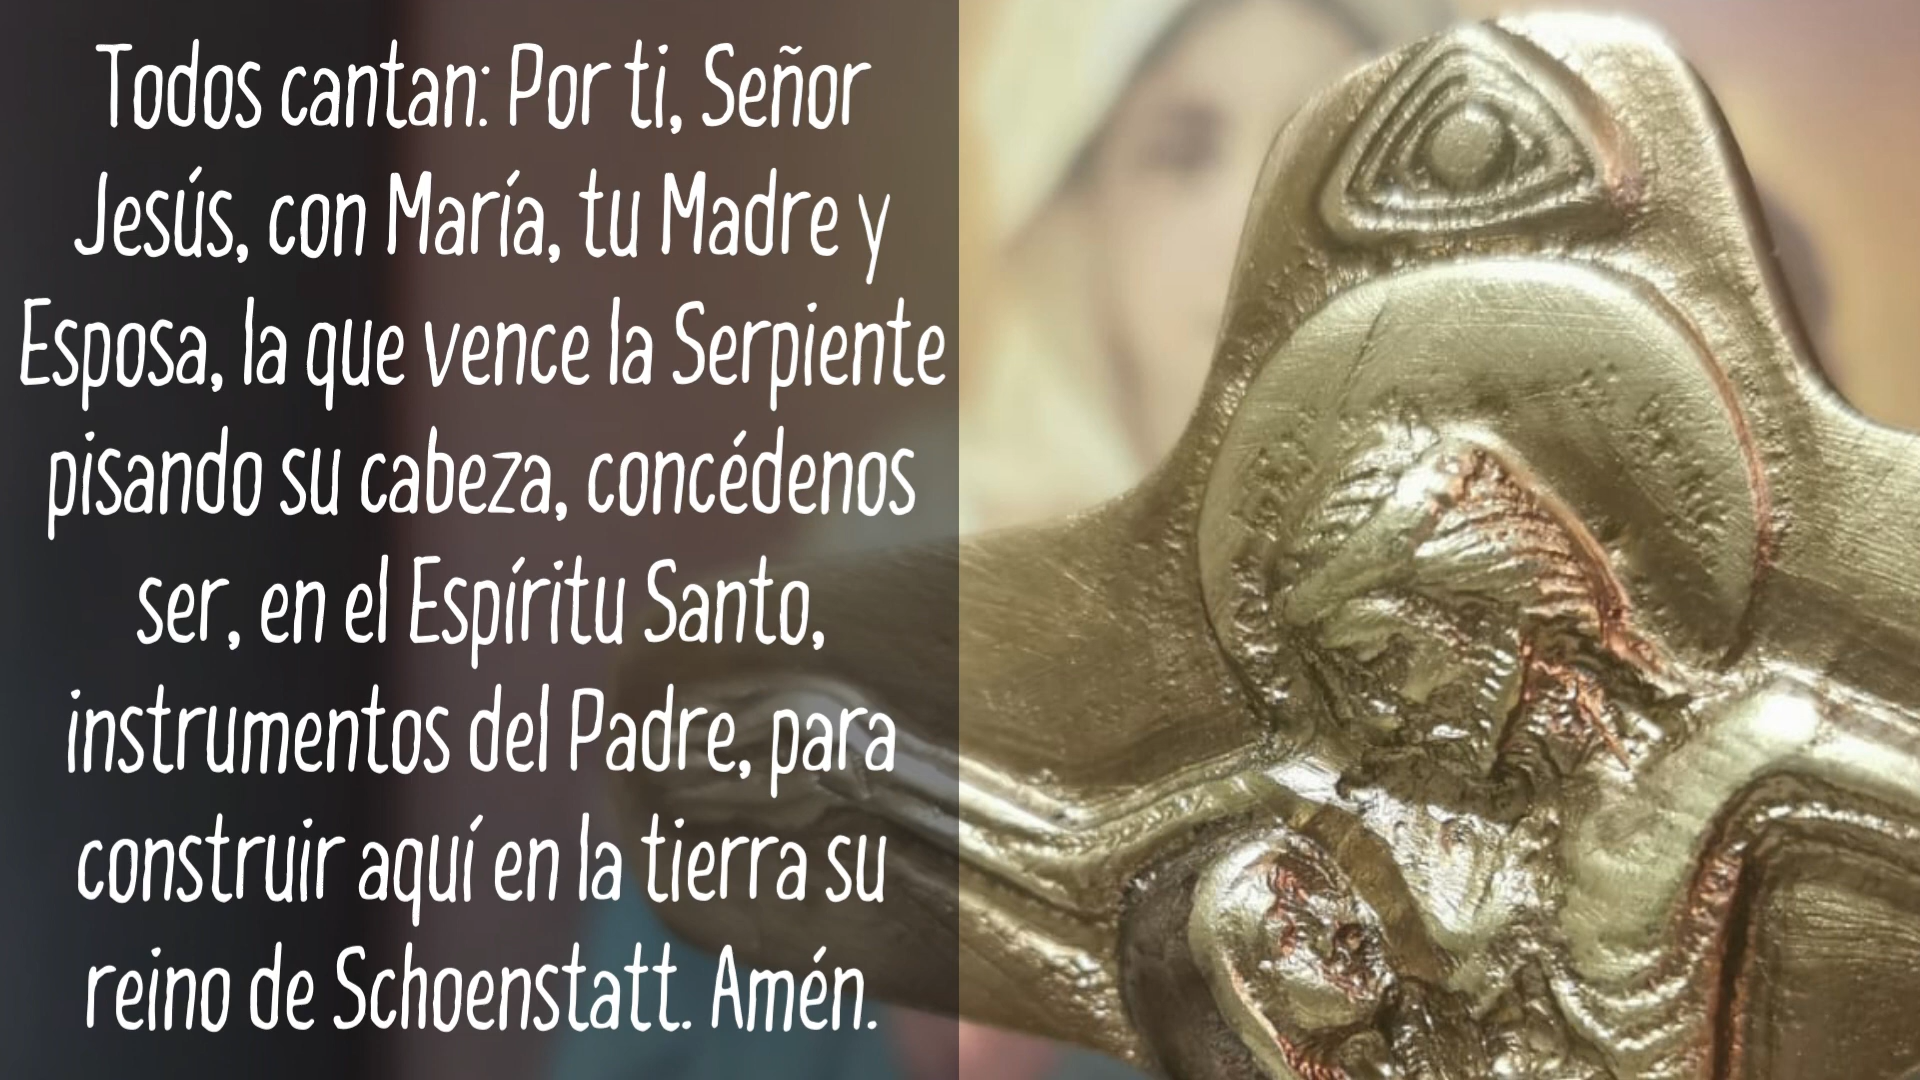 Todos cantan: Por ti, Señor
Jesús, con María, tu Madre y
Esposa, la que vence la Serpiente
pisando su cabeza, concédenos
ser, en el Espíritu Santo,
instrumentos del Padre, para
construir aquí en la tierra su
reino de Schoenstatt. Amén.